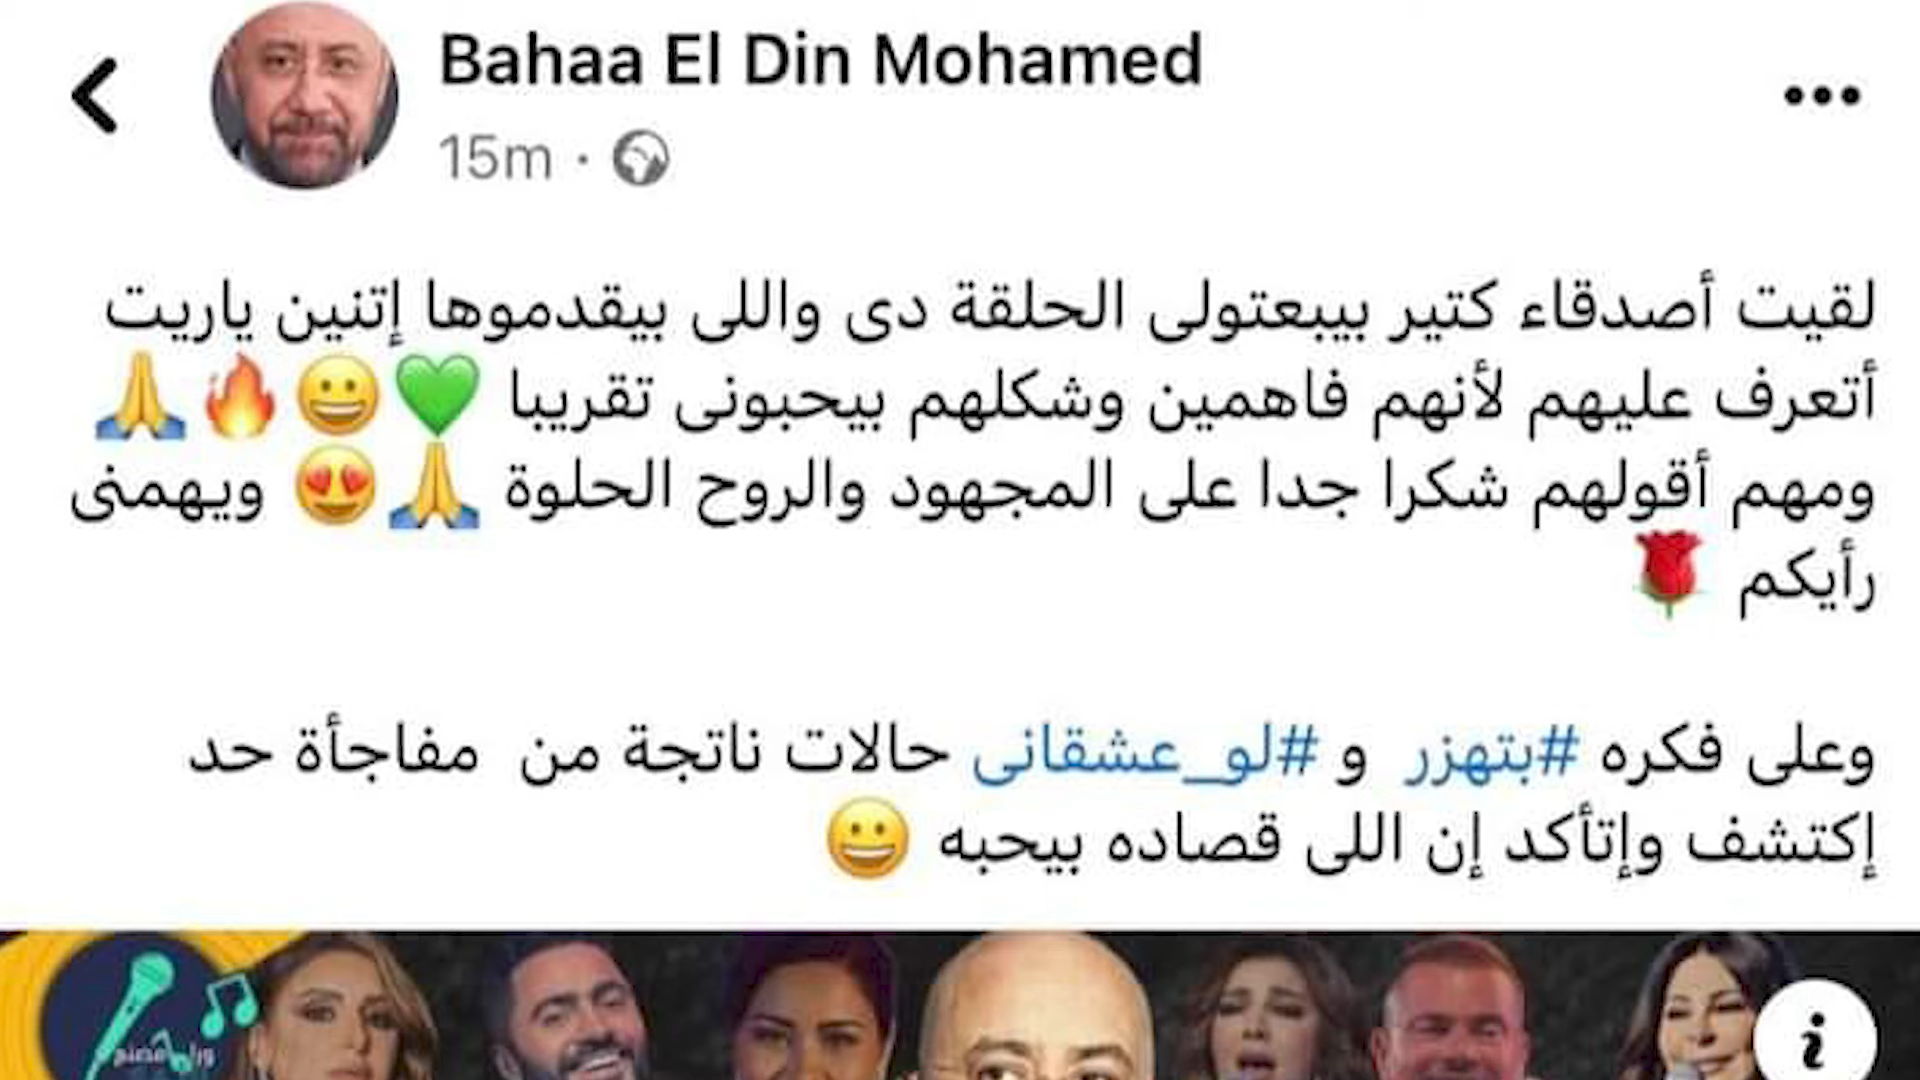 Bahaa El Din Mohamed
15m ·
لقيت أصدقاء كتير بيبعتولى الحلقة دى واللى بيقدموها إتنين ياريت
أتعرف عليهم لأنهم فاهمين وشكلهم بيحبونى تقريبا 💚😀🔥🙏
ومهم أقولهم شكرا جدا على المجهود والروح الحلوة 🙏😍 ويهمنى
رأيكم 🌹
وعلى فكره #بتهزر و #لو_عشقانى حالات ناتجة من مفاجأة حد
إكتشف وإتأكد إن اللى قصاده بيحبه 😀